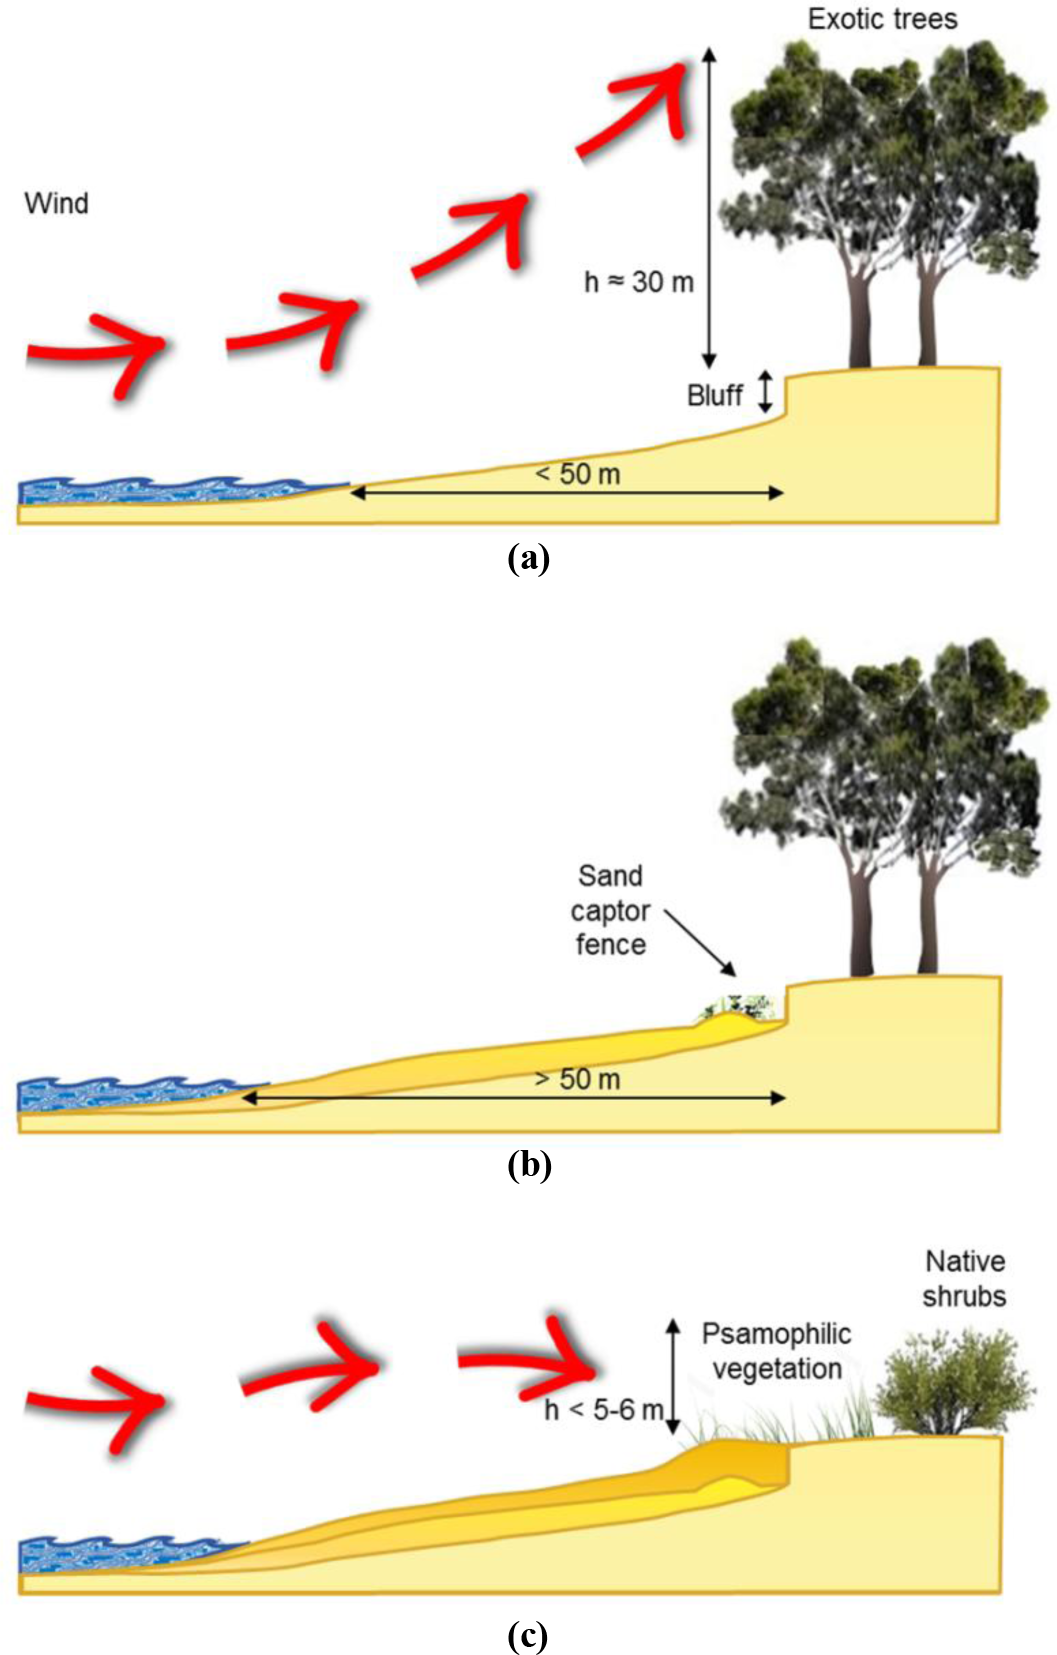 Exotic trees
Wind
h ≈ 30 m
Bluff
< 50 m
(a)
Sand
captor
fence
> 50 m
(b)
Native
shrubs
Psamophilic
vegetation
h < 5-6 m
(c)